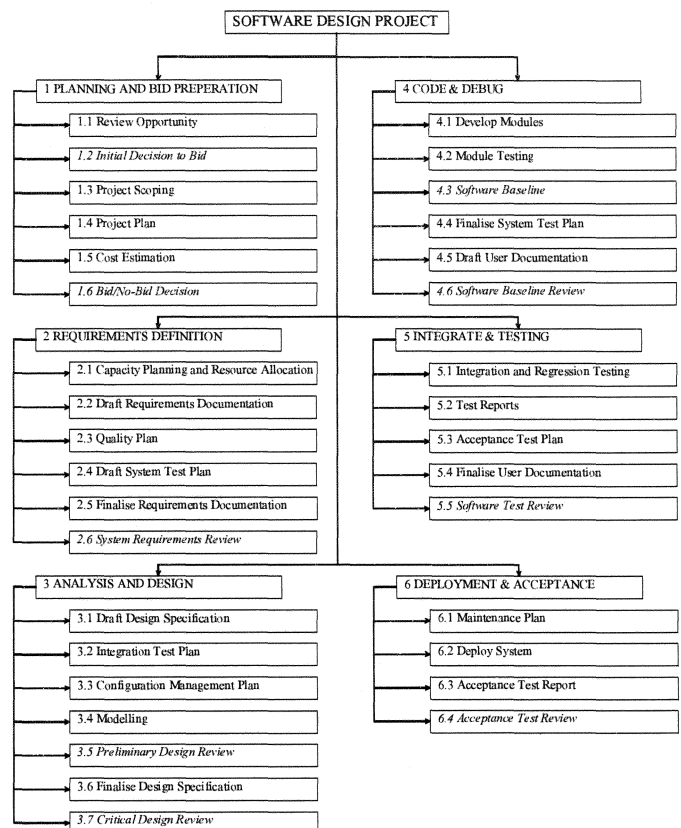 SOFTWARE DESIGN PROJECT
1 PLANNING AND BID PREPERATION
1.1 Review Opportunity
1.2 Initial Decision to Bid
1.3 Project Scoping
1.4 Project Plan
1.5 Cost Estimation
1.6 Bid/No-Bid Decision
2 REQUIREMENTS DEFINITION
2.1 Capacity Planning and Resource Allocation
2.2 Draft Requirements Documentation
2.3 Quality Plan
2.4 Draft System Test Plan
2.5 Finalise Requirements Documentation
2.6 System Requirements Review
3 ANALYSIS AND DESIGN
3.1 Draft Design Specification
3.2 Integration Test Plan
3.3 Configuration Management Plan
3.4 Modelling
3.5 Preliminary Design Review
3.6 Finalise Design Specification
3.7 Critical Design Review
4 CODE & DEBUG
4.1 Develop Modules
4.2 Module Testing
4.3 Software Baseline
4.4 Finalise System Test Plan
4.5 Draft User Documentation
4.6 Software Baseline Review
5 INTEGRATE & TESTING
5.1 Integration and Regression Testing
5.2 Test Reports
5.3 Acceptance Test Plan
5.4 Finalise User Documentation
5.5 Software Test Review
6 DEPLOYMENT & ACCEPTANCE
6.1 Maintenance Plan
6.2 Deploy System
6.3 Acceptance Test Report
6.4 Acceptance Test Review